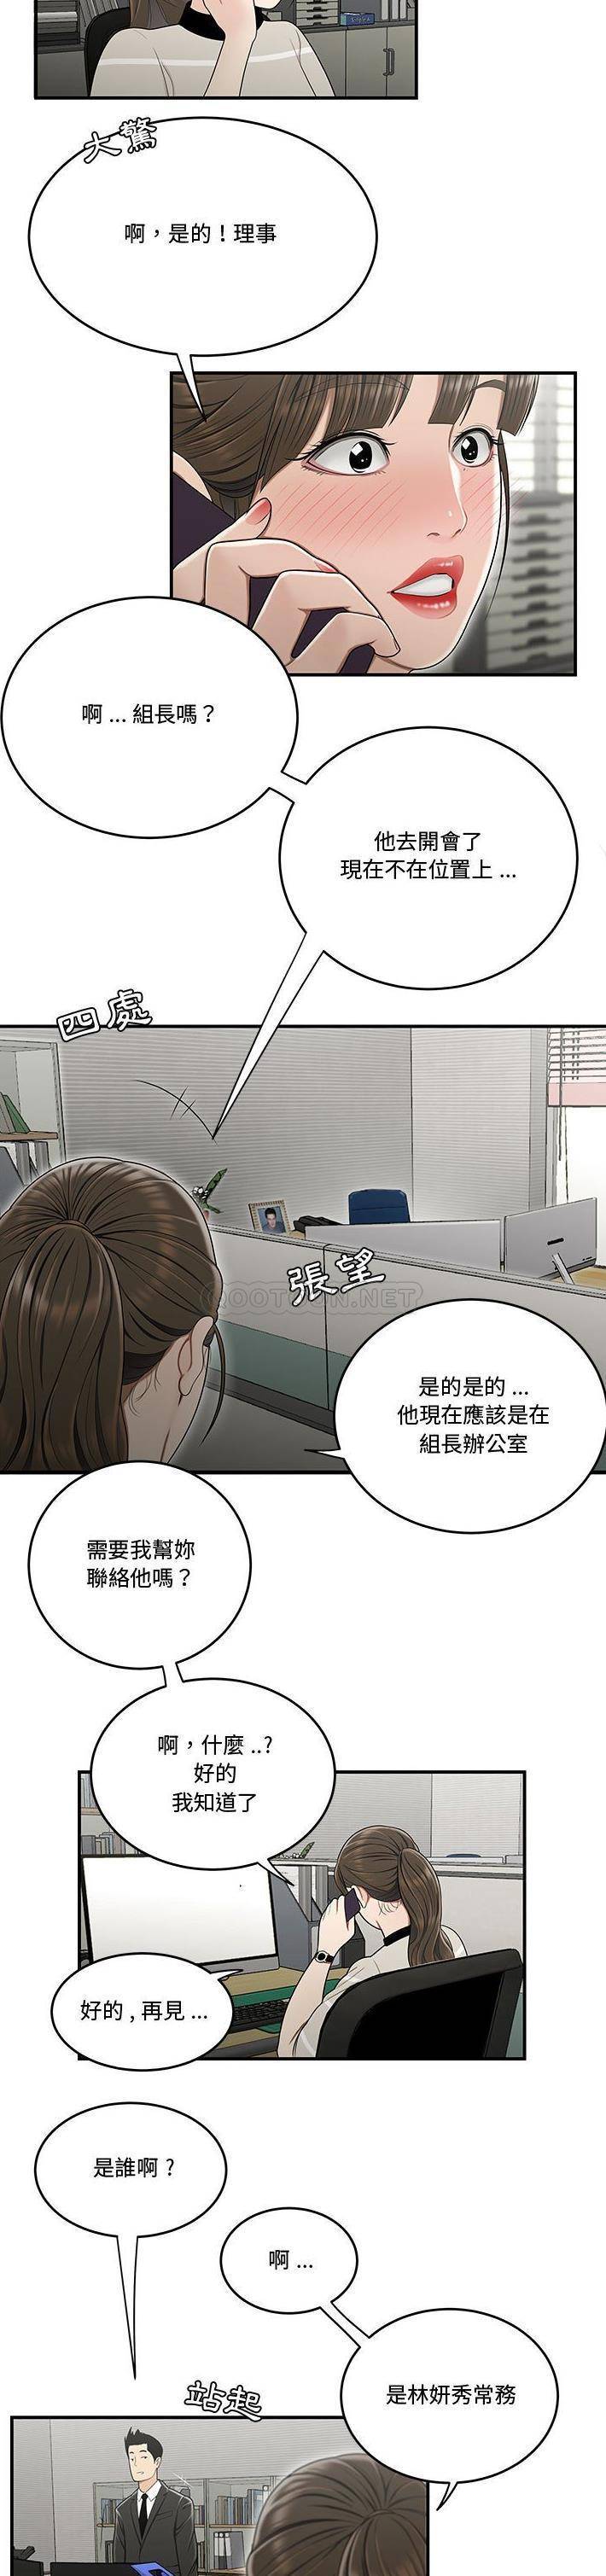 大驚
啊，是的！理事
啊 ... 組長嗎？
他去開會了
現在不在位置上 ...
四處
張望
QOOTOON.NET
是的是的 ...
他現在應該是在
組長辦公室
需要我幫妳
聯絡他嗎？
啊，什麼 ..?
好的
我知道了
好的 , 再見 ...
是誰啊 ?
啊 ...
是林妍秀常務
站起